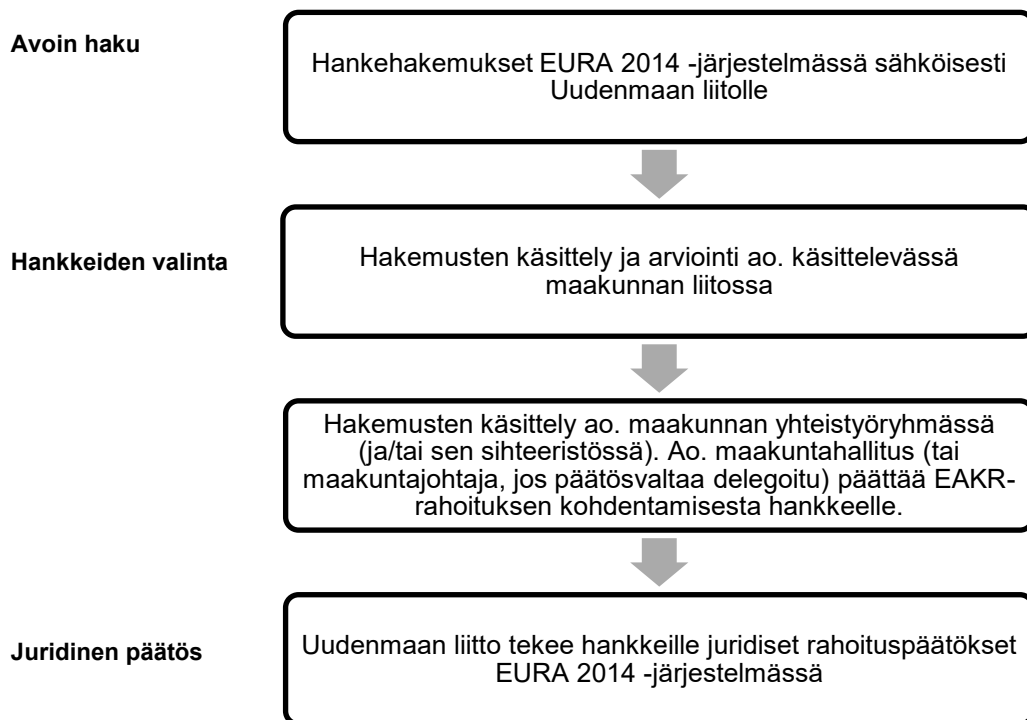 Avoin haku
Hankehakemukset EURA 2014 -järjestelmässä sähköisesti
Uudenmaan liitolle
Hankkeiden valinta
Hakemusten käsittely ja arviointi ao. käsittelevässä
maakunnan liitossa
Hakemusten käsittely ao. maakunnan yhteistyöryhmässä
(ja/tai sen sihteeristössä). Ao. maakuntahallitus (tai
maakuntajohtaja, jos päätösvaltaa delegoitu) päättää EAKR-
rahoituksen kohdentamisesta hankkeelle.
Juridinen päätös
Uudenmaan liitto tekee hankkeille juridiset rahoituspäätökset
EURA 2014 -järjestelmässä